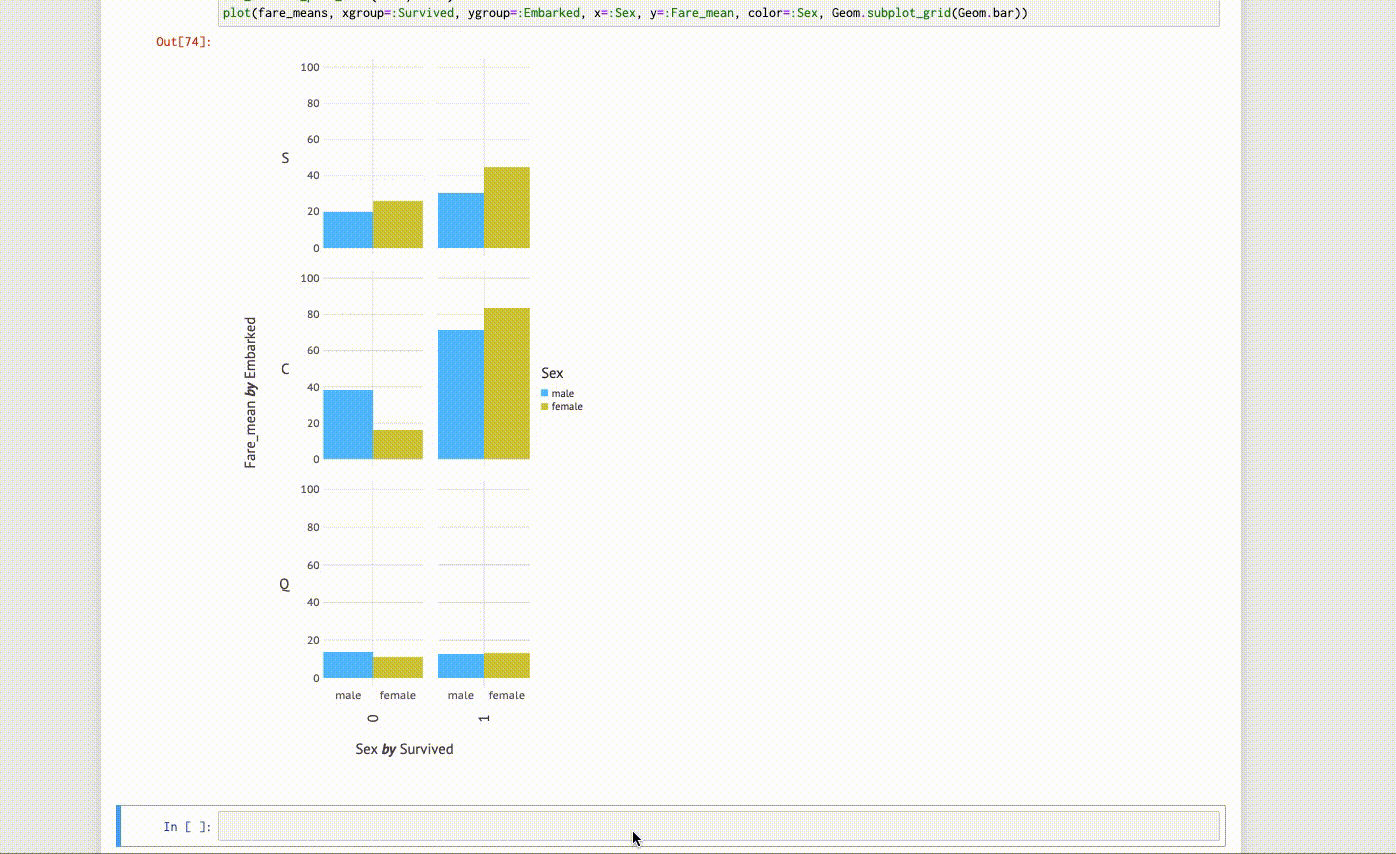 plot(fare_means, xgroup=:Survived, ygroup=:Embarked, x=:Sex, y=:Fare_mean, color=:Sex, Geom.subplot_grid(Geom.bar))
Out[74]:
100
80
60
S
40
20
0
100
80
60
Fare_mean by Embarked
C
40
20
0
Sex
male
female
100
80
60
Q
40
20
0
male female male female
0 1
Sex by Survived
In [ ]: